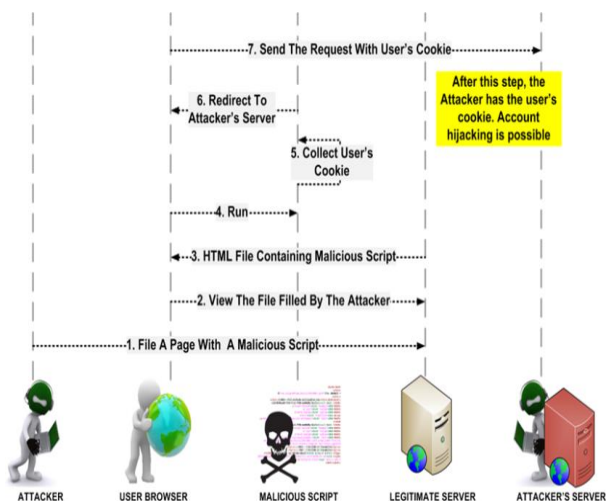 7. Send The Request With User's Cookie
After this step, the
Attacker has the user's
cookie. Account
hijacking is possible
6. Redirect To
Attacker's Server
5. Collect User's
Cookie
4. Run
3. HTML File Containing Malicious Script
2. View The File Filled By The Attacker
1. File A Page With A Malicious Script
ATTACKER
USER BROWSER
MALICIOUS SCRIPT
LEGITIMATE SERVER
ATTACKER'S SERVER